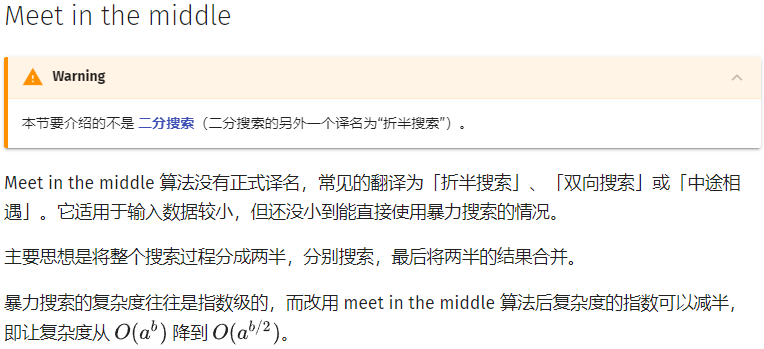 Meet in the middle
Warning
本节要介绍的不是 二分搜索（二分搜索的另外一个译名为“折半搜索”）。
Meet in the middle 算法没有正式译名，常见的翻译为「折半搜索」、「双向搜索」或「中途相
遇」。它适用于输入数据较小，但还没小到能直接使用暴力搜索的情况。
主要思想是将整个搜索过程分成两半，分别搜索，最后将两半的结果合并。
暴力搜索的复杂度往往是指数级的，而改用 meet in the middle 算法后复杂度的指数可以减半，
即让复杂度从 $O(a^b)$ 降到 $O(a^{b/2})$。